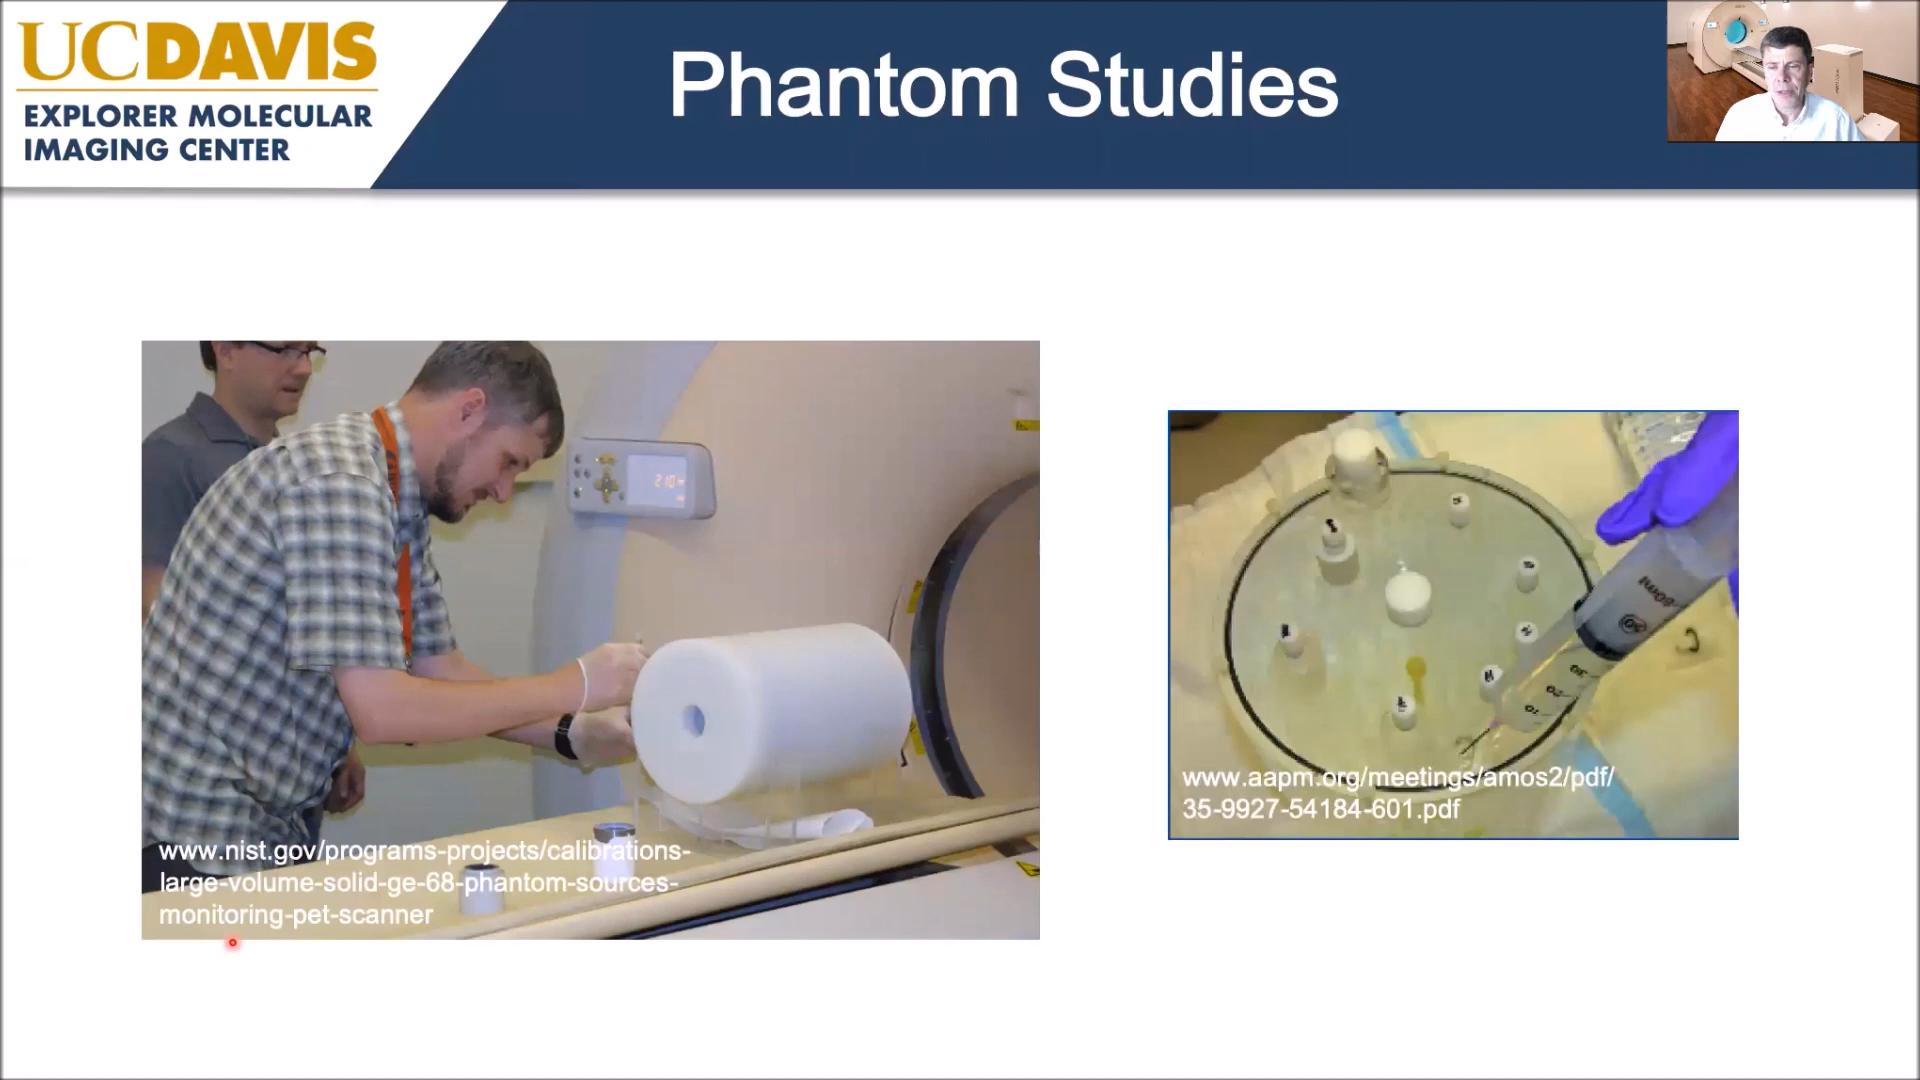 UCDAVIS
EXPLORER MOLECULAR
IMAGING CENTER
Phantom Studies
210
www.nist.gov/programs-projects/calibrations-
large-volume-solid-ge-68-phantom-sources-
monitoring-pet-scanner
www.aapm.org/meetings/amos2/pdf/
35-9927-54184-601.pdf